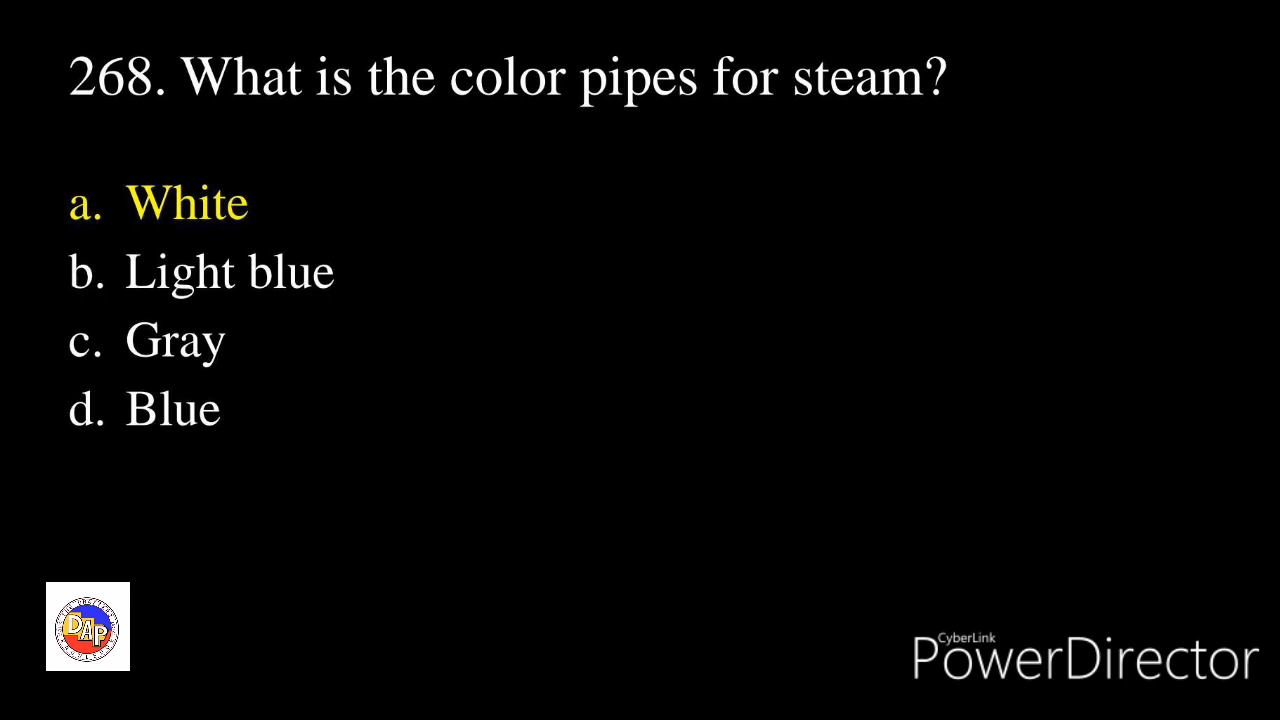 268. What is the color pipes for steam?
a. White
b. Light blue
c. Gray
d. Blue
DAP
CyberLink
PowerDirector